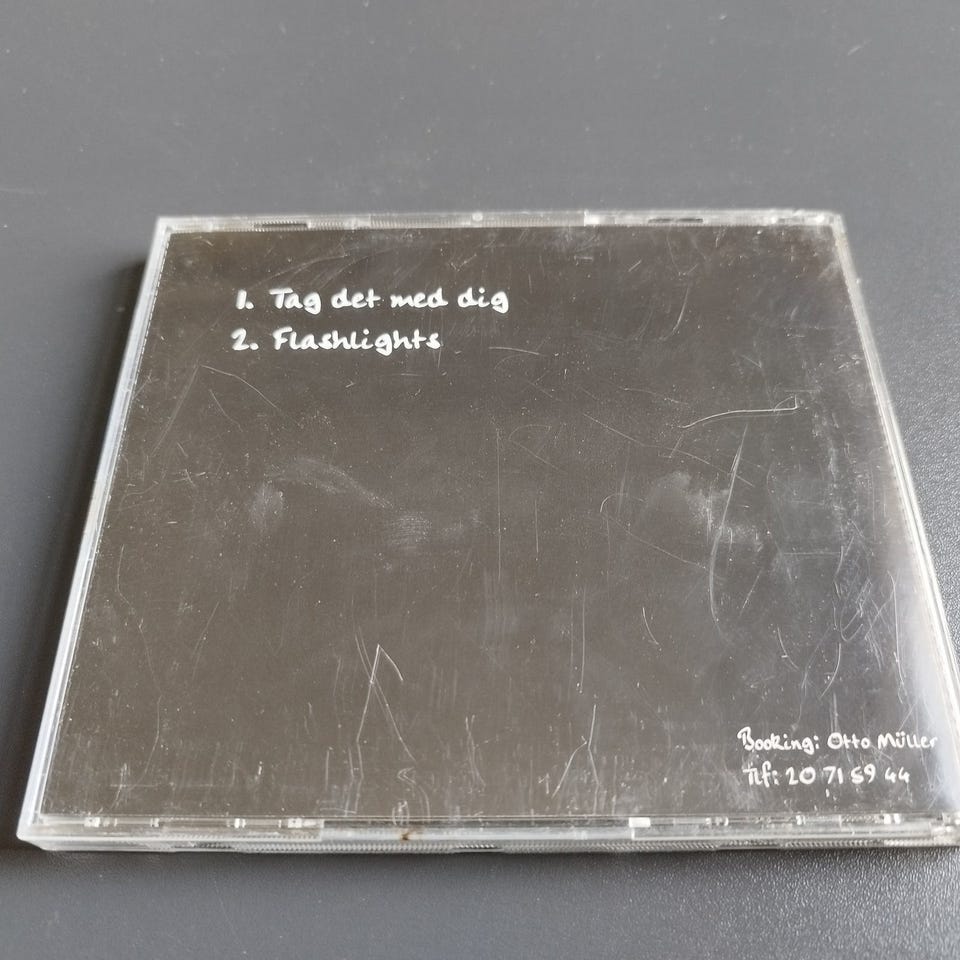 1. Tag det med dig
2. Flashlights
Booking: Otto Müller
Tlf: 20 71 59 44